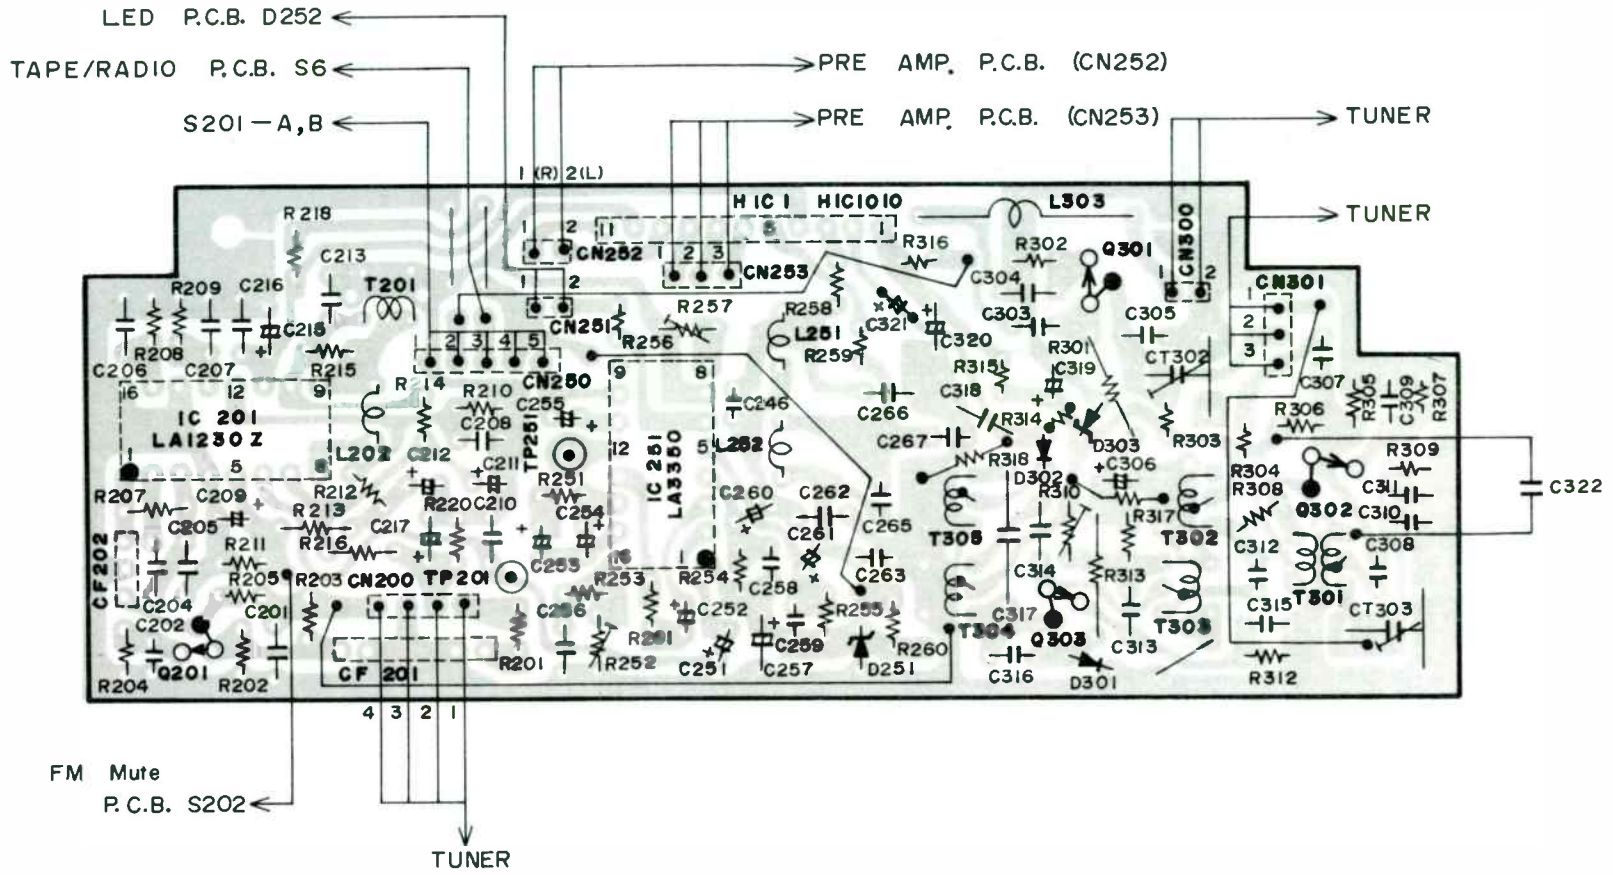 LED P.C.B. D252
TAPE/RADIO P.C.B. S6
S201-A,B
PRE AMP. P.C.B. (CN252)
PRE AMP. P.C.B. (CN253)
TUNER
TUNER
1 (R) 2(L)
HIC1 HIC1010
L303
R218
1 2
CN252
11 5 1
1 2 3
CN253
R316
R302
Q301
CN300
1 2
C213
T201
C304
CN301
R209 C216
R257
R258
1
C215
2
CN251
L251
C321
C303
C305
2
R208
R256
R259
C320
R301
CT302
3
C206 C207
R215
2 3 4 5
R315
C319
C307
R305
C309
R307
16 12 9
R214
R210
CN250
9 8
C318
IC 201
C255
C246
C266
R314
R306
LA1230Z
C208
TP251
12 5
IC 251
LA3350
L252
C267
D303
R303
1 5 8
L202
C212
C211
R318
D302
C306
R304
R309
R207
C209
R212
R251
C260
C262
R310
R308
C311
C322
R213
R220
C210
C254
C265
R317
Q302
C310
C205
C217
C261
R216
T305
T302
C308
R211
C253
16 1
C263
C314
C312
CF202
R205
R203
CN200
TP201
R253
R254
C258
R313
T301
C204
C201
C256
C252
R255
C317
C315
CT303
C202
R261
C259
T304
Q303
T303
R204
Q201
R202
CF 201
R201
R252
C251
C257
D251
R260
C316
D301
C313
R312
4 3 2 1
FM Mute
P.C.B. S202
TUNER